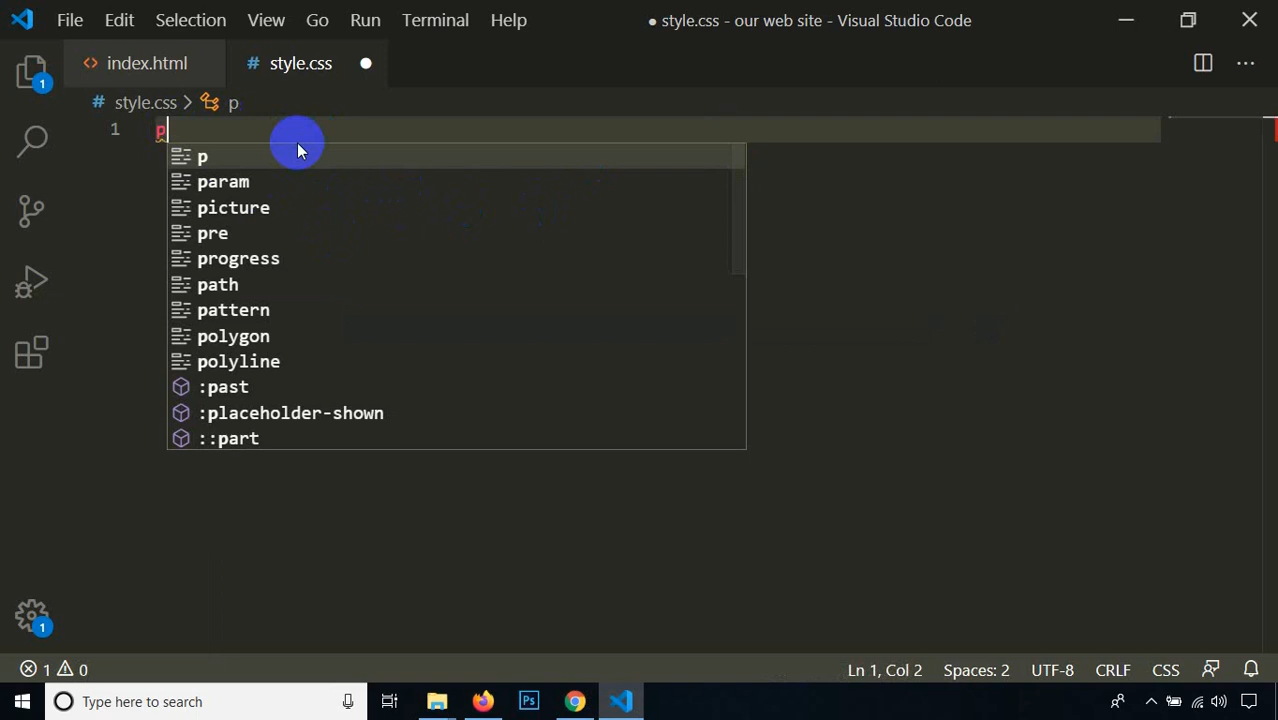 File Edit Selection View Go Run Terminal Help ● style.css - our web site - Visual Studio Code
index.html # style.css
# style.css > p
1 p
p
param
picture
pre
progress
path
pattern
polygon
polyline
:past
:placeholder-shown
::part
1
1
1 0 Ln 1, Col 2 Spaces: 2 UTF-8 CRLF CSS
Type here to search Ps